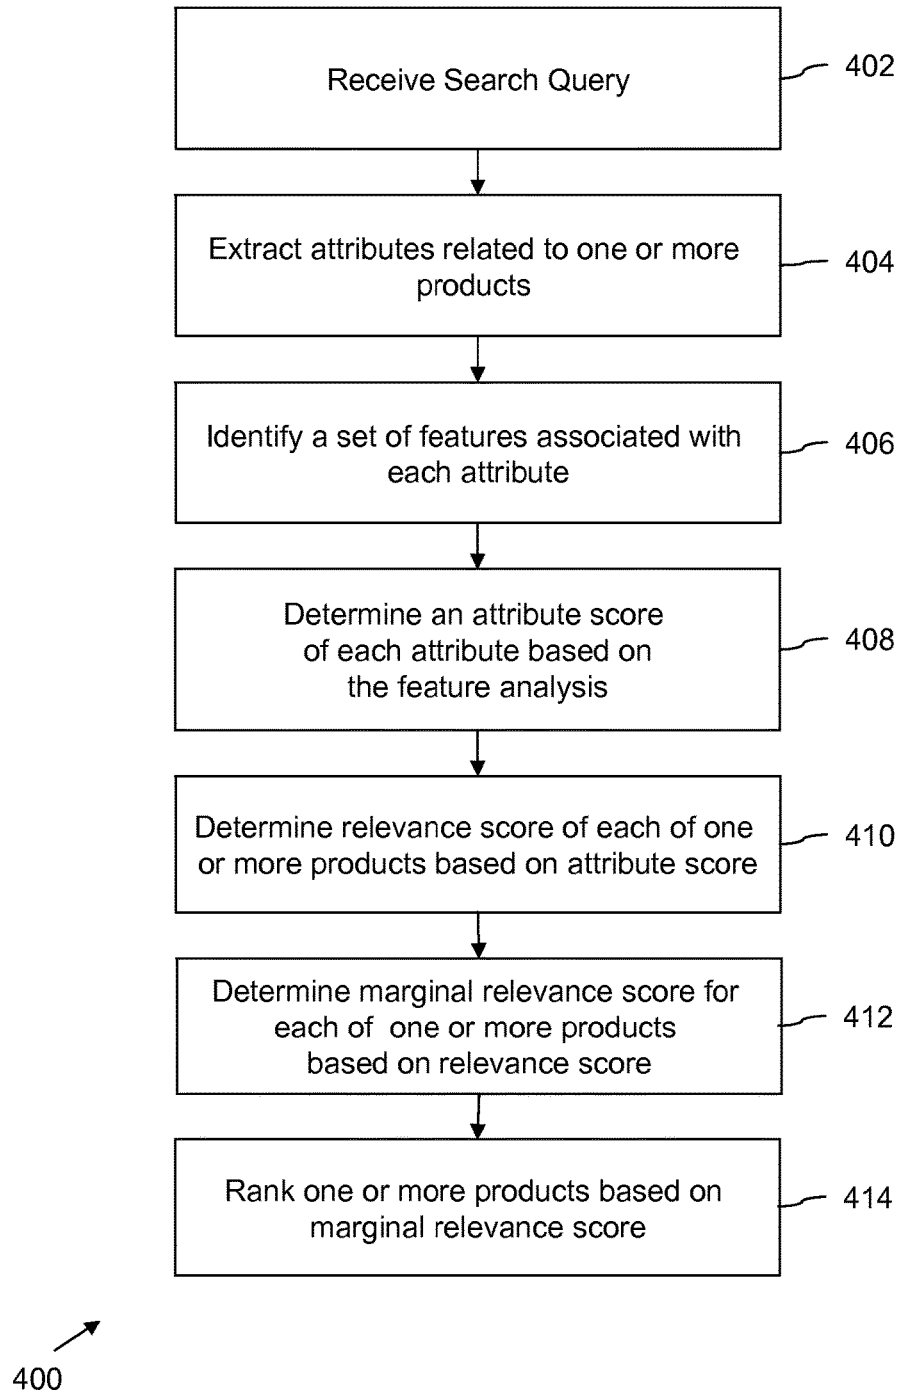 Receive Search Query
402
Extract attributes related to one or more
products
404
Identify a set of features associated with
each attribute
406
Determine an attribute score
of each attribute based on
the feature analysis
408
Determine relevance score of each of one
or more products based on attribute score
410
Determine marginal relevance score for
each of one or more products
based on relevance score
412
Rank one or more products based on
marginal relevance score
414
400